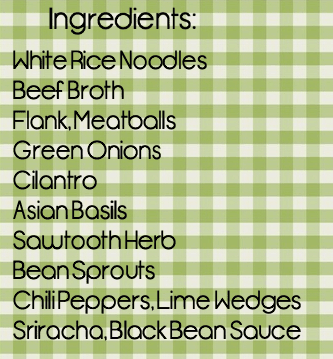 Ingredients:
White Rice Noodles
Beef Broth
Flank, Meatballs
Green Onions
Cilantro
Asian Basils
Sawtooth Herb
Bean Sprouts
Chili Peppers, Lime Wedges
Sriracha, Black Bean Sauce